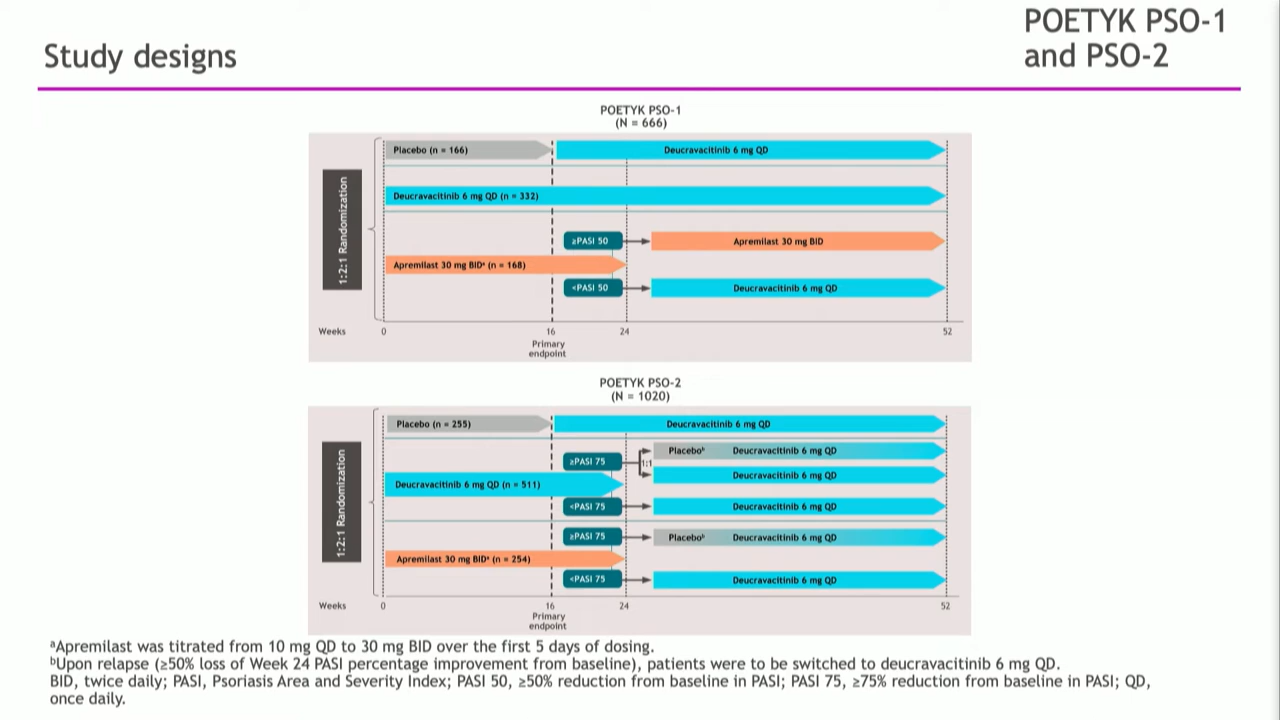 Study designs
POETYK PSO-1
and PSO-2
POETYK PSO-1
(N = 666)
1:2:1 Randomization
Placebo (n = 166)
Deucravacitinib 6 mg QD
Deucravacitinib 6 mg QD (n = 332)
≥PASI 50
Apremilast 30 mg BID
Apremilast 30 mg BIDᵃ (n = 168)
<PASI 50
Deucravacitinib 6 mg QD
Weeks 0 16 24 52
Primary
endpoint
POETYK PSO-2
(N = 1020)
1:2:1 Randomization
Placebo (n = 255)
Deucravacitinib 6 mg QD
≥PASI 75
1:1
Placeboᵇ Deucravacitinib 6 mg QD
Deucravacitinib 6 mg QD
Deucravacitinib 6 mg QD (n = 511)
<PASI 75
Deucravacitinib 6 mg QD
≥PASI 75
Placeboᵇ Deucravacitinib 6 mg QD
Apremilast 30 mg BIDᵃ (n = 254)
<PASI 75
Deucravacitinib 6 mg QD
Weeks 0 16 24 52
Primary
endpoint
ᵃApremilast was titrated from 10 mg QD to 30 mg BID over the first 5 days of dosing.
ᵇUpon relapse (≥50% loss of Week 24 PASI percentage improvement from baseline), patients were to be switched to deucravacitinib 6 mg QD.
BID, twice daily; PASI, Psoriasis Area and Severity Index; PASI 50, ≥50% reduction from baseline in PASI; PASI 75, ≥75% reduction from baseline in PASI; QD,
once daily.